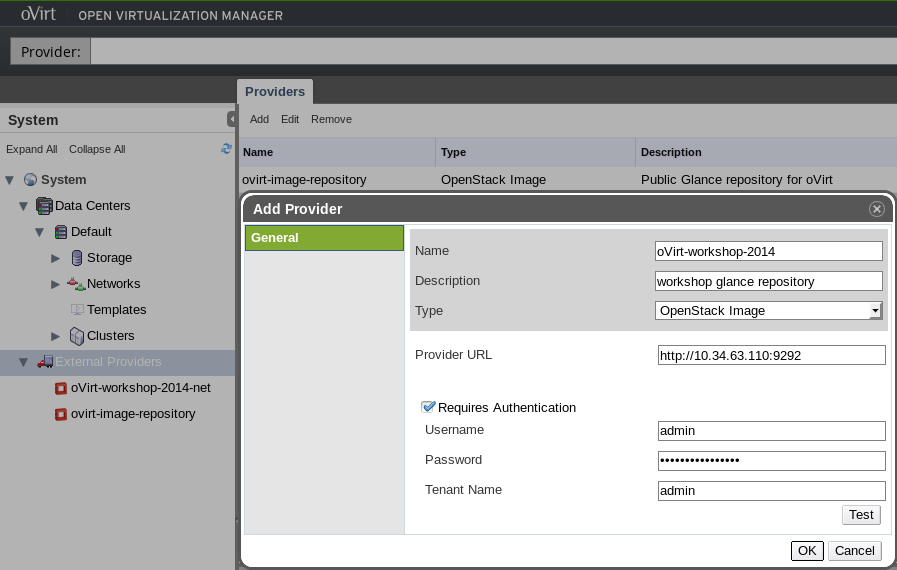 oVirt OPEN VIRTUALIZATION MANAGER
Provider:
Providers
System
Add Edit Remove
Expand All Collapse All
Name Type Description
System
ovirt-image-repository OpenStack Image Public Glance repository for oVirt
Data Centers
Default
Storage
Networks
Templates
Clusters
External Providers
oVirt-workshop-2014-net
ovirt-image-repository
Add Provider
General
Name oVirt-workshop-2014
Description workshop glance repository
Type OpenStack Image
Provider URL http://10.34.63.110:9292
Requires Authentication
Username admin
Password ••••••••••••••••
Tenant Name admin
Test
OK Cancel